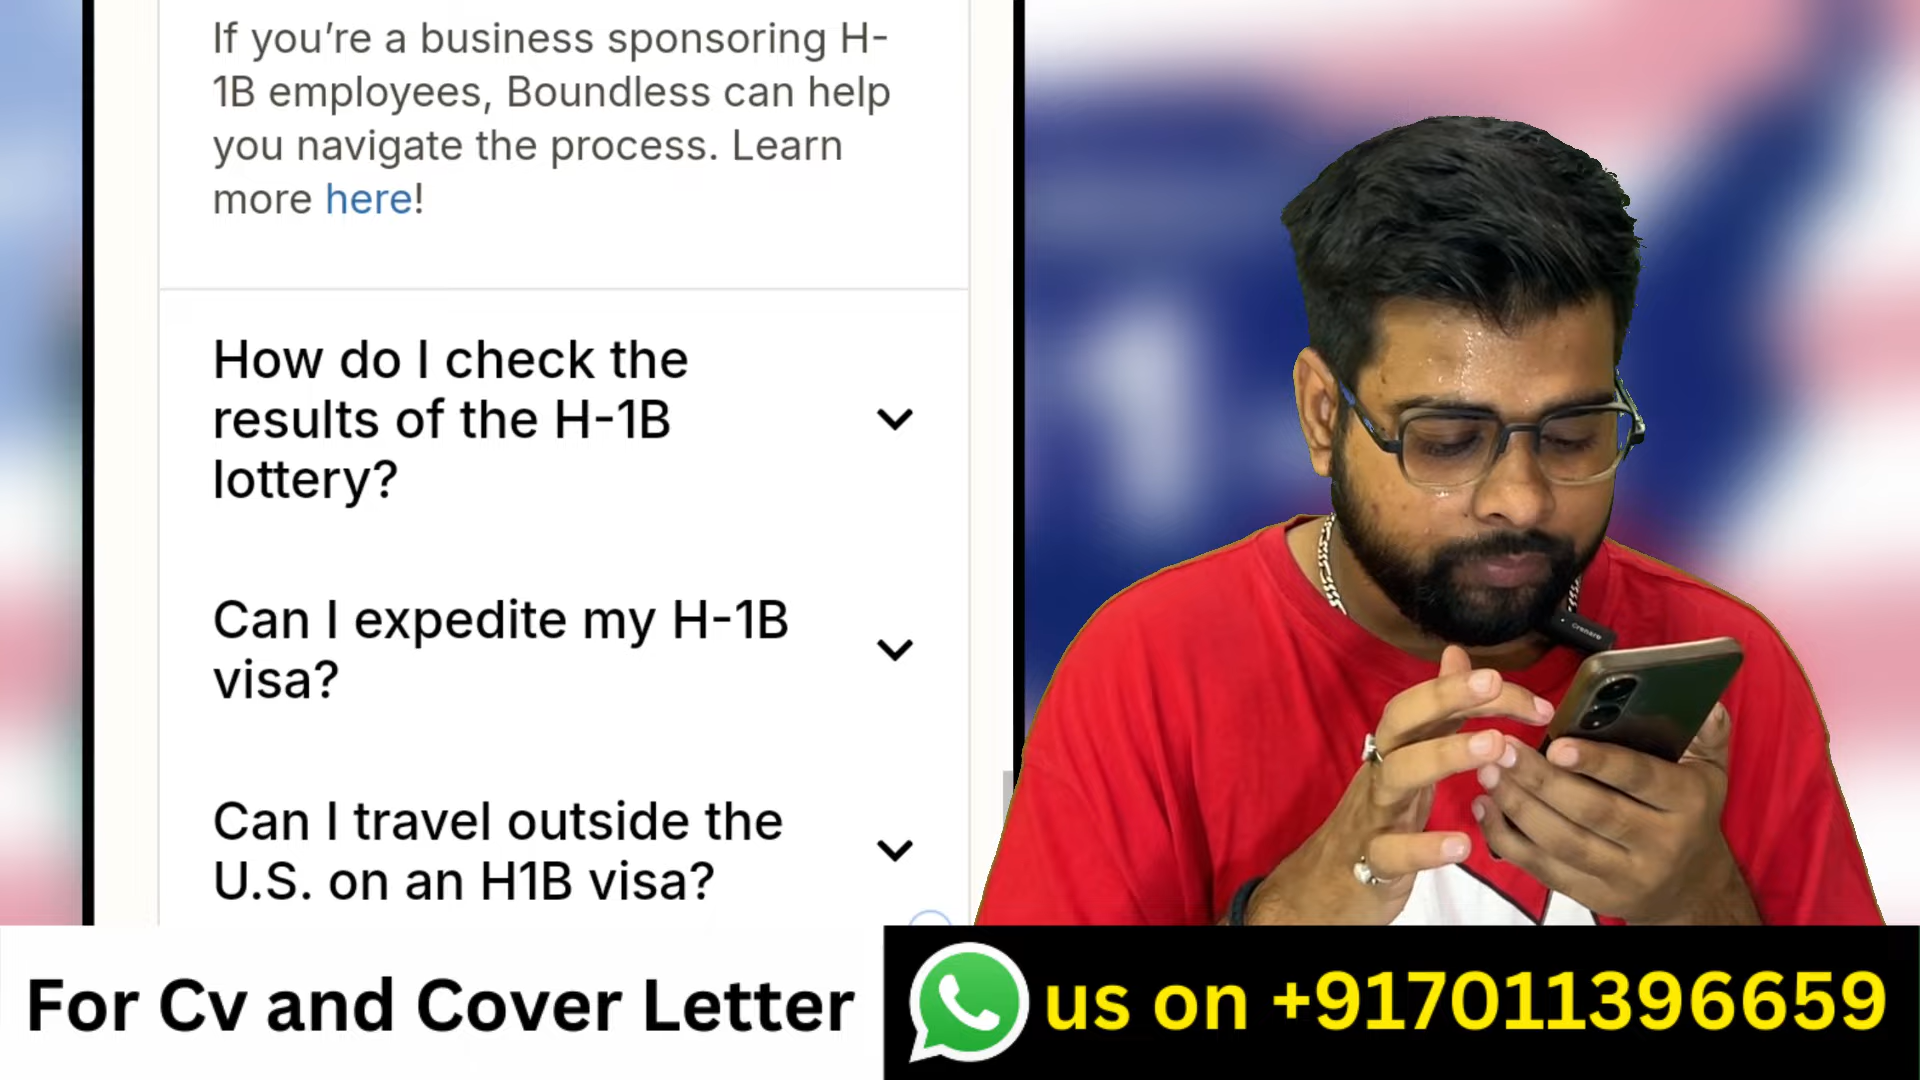 If you’re a business sponsoring H-
1B employees, Boundless can help
you navigate the process. Learn
more here!
How do I check the
results of the H-1B
lottery?
Can I expedite my H-1B
visa?
Can I travel outside the
U.S. on an H1B visa?
1
For Cv and Cover Letter
us on +917011396659